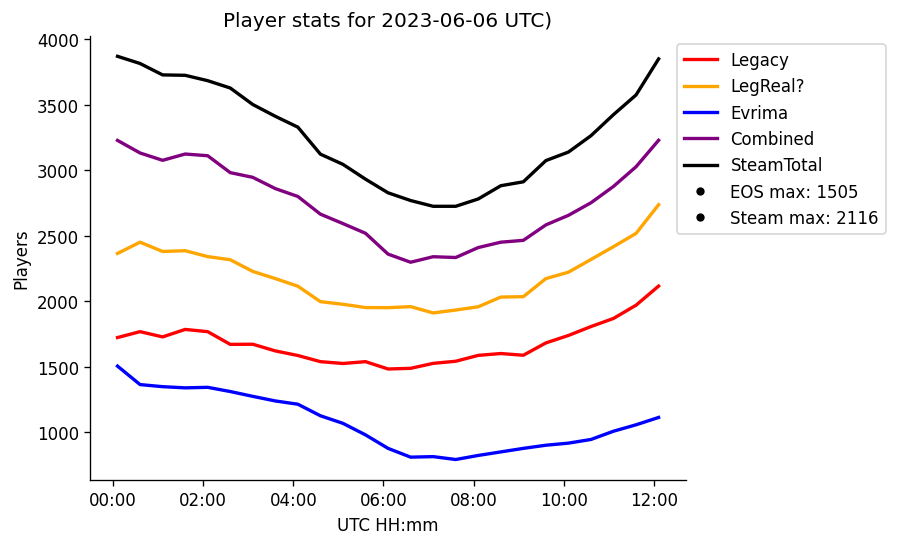 Player stats for 2023-06-06 UTC)
4000
3500
3000
2500
2000
1500
1000
Players
00:00 02:00 04:00 06:00 08:00 10:00 12:00
UTC HH:mm
Legacy
LegReal?
Evrima
Combined
SteamTotal
EOS max: 1505
Steam max: 2116